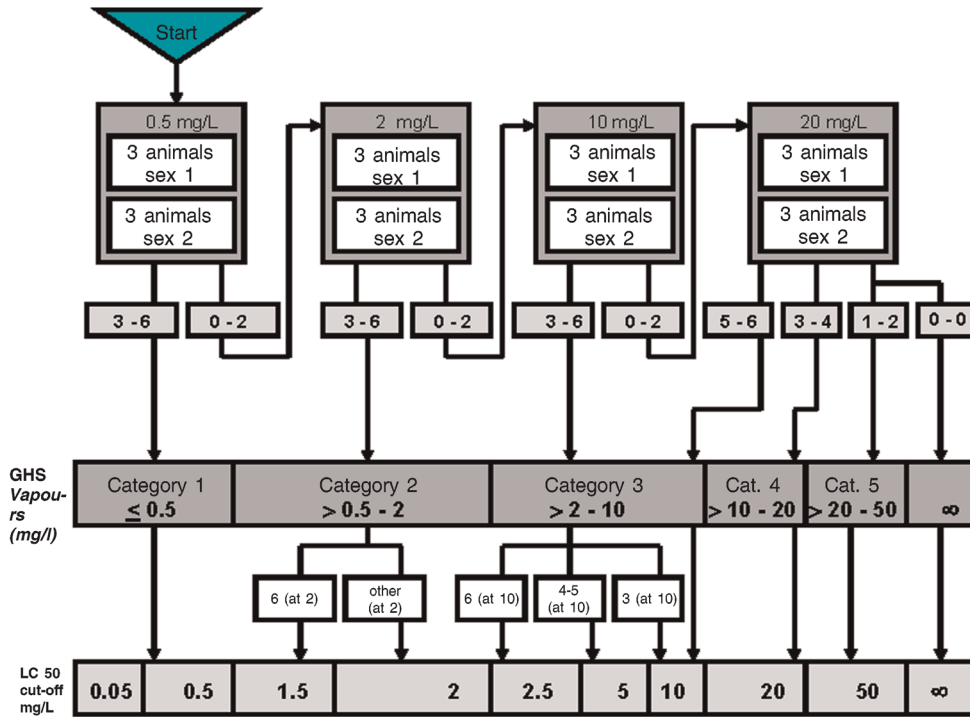 Start
0.5 mg/L
2 mg/L
10 mg/L
20 mg/L
3 animals
sex 1
3 animals
sex 1
3 animals
sex 1
3 animals
sex 1
3 animals
sex 2
3 animals
sex 2
3 animals
sex 2
3 animals
sex 2
3 - 6
0 - 2
3 - 6
0 - 2
3 - 6
0 - 2
5 - 6
3 - 4
1 - 2
0 - 0
GHS
Vapou-
rs
(mg/l)
Category 1
≤ 0.5
Category 2
> 0.5 - 2
Category 3
> 2 - 10
Cat. 4
> 10 - 20
Cat. 5
> 20 - 50
∞
6 (at 2)
other
(at 2)
6 (at 10)
4-5
(at 10)
3 (at 10)
LC 50
cut-off
mg/L
0.05
0.5
1.5
2
2.5
5
10
20
50
∞